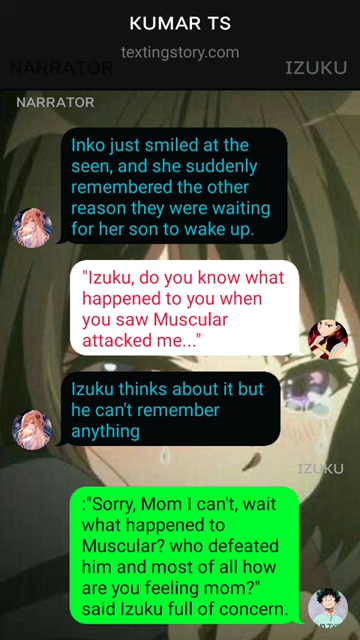 KUMAR TS
textingstory.com
NARRATOR
IZUKU
NARRATOR
Inko just smiled at the
seen, and she suddenly
remembered the other
reason they were waiting
for her son to wake up.
"Izuku, do you know what
happened to you when
you saw Muscular
attacked me..."
Izuku thinks about it but
he can't remember
anything
IZUKU
:"Sorry, Mom I can't, wait
what happened to
Muscular? who defeated
him and most of all how
are you feeling mom?"
said Izuku full of concern.